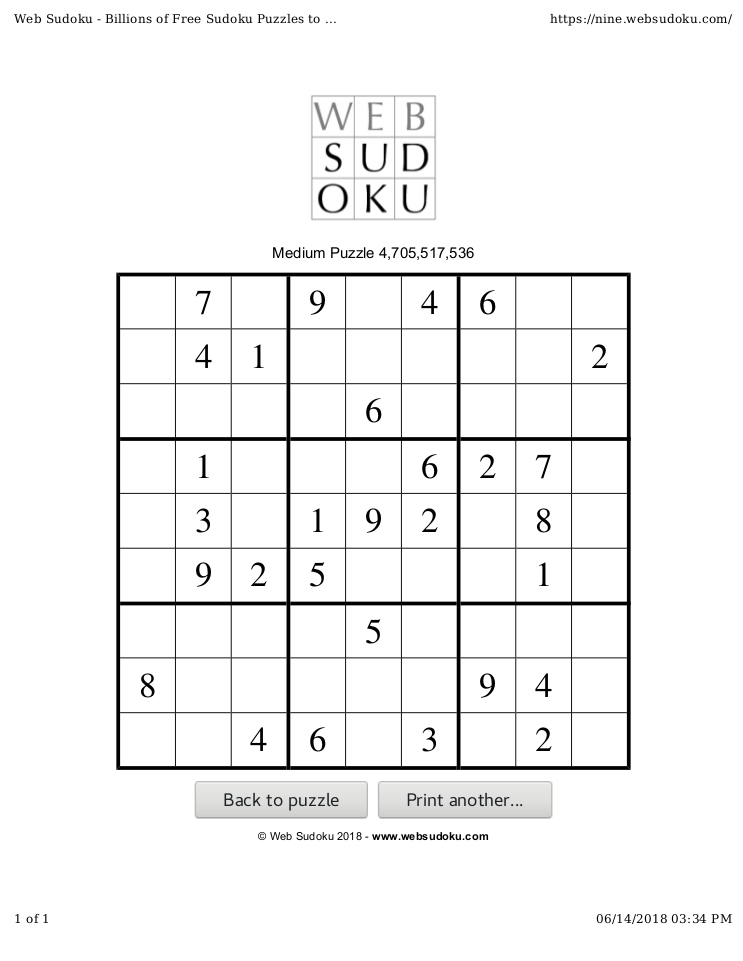 Web Sudoku - Billions of Free Sudoku Puzzles to ... https://nine.websudoku.com/
W E B
S U D
O K U
Medium Puzzle 4,705,517,536
7 9 4 6
4 1 2
6
1 6 2 7
3 1 9 2 8
9 2 5 1
5
8 9 4
4 6 3 2
Back to puzzle Print another...
© Web Sudoku 2018 - www.websudoku.com
1 of 1 06/14/2018 03:34 PM